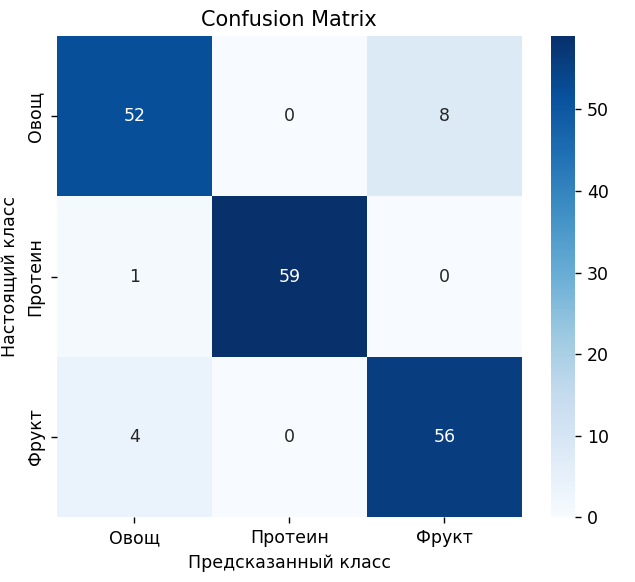 Confusion Matrix
Настоящий класс
Овощ
52 0 8
Протеин
1 59 0
Фрукт
4 0 56
Овощ Протеин Фрукт
Предсказанный класс
50
40
30
20
10
0